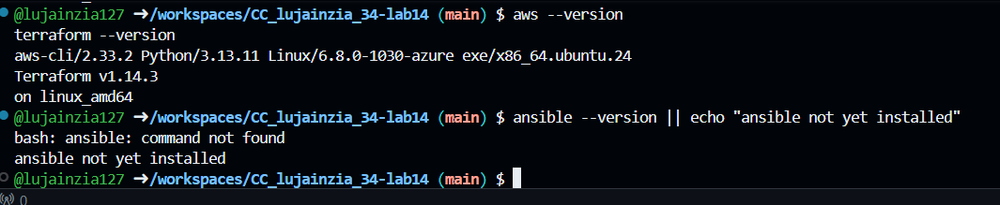 @lujainzia127 ➜/workspaces/CC_lujainzia_34-lab14 (main) $ aws --version
terraform --version
aws-cli/2.33.2 Python/3.13.11 Linux/6.8.0-1030-azure exe/x86_64.ubuntu.24
Terraform v1.14.3
on linux_amd64
@lujainzia127 ➜/workspaces/CC_lujainzia_34-lab14 (main) $ ansible --version || echo "ansible not yet installed"
bash: ansible: command not found
ansible not yet installed
@lujainzia127 ➜/workspaces/CC_lujainzia_34-lab14 (main) $
0